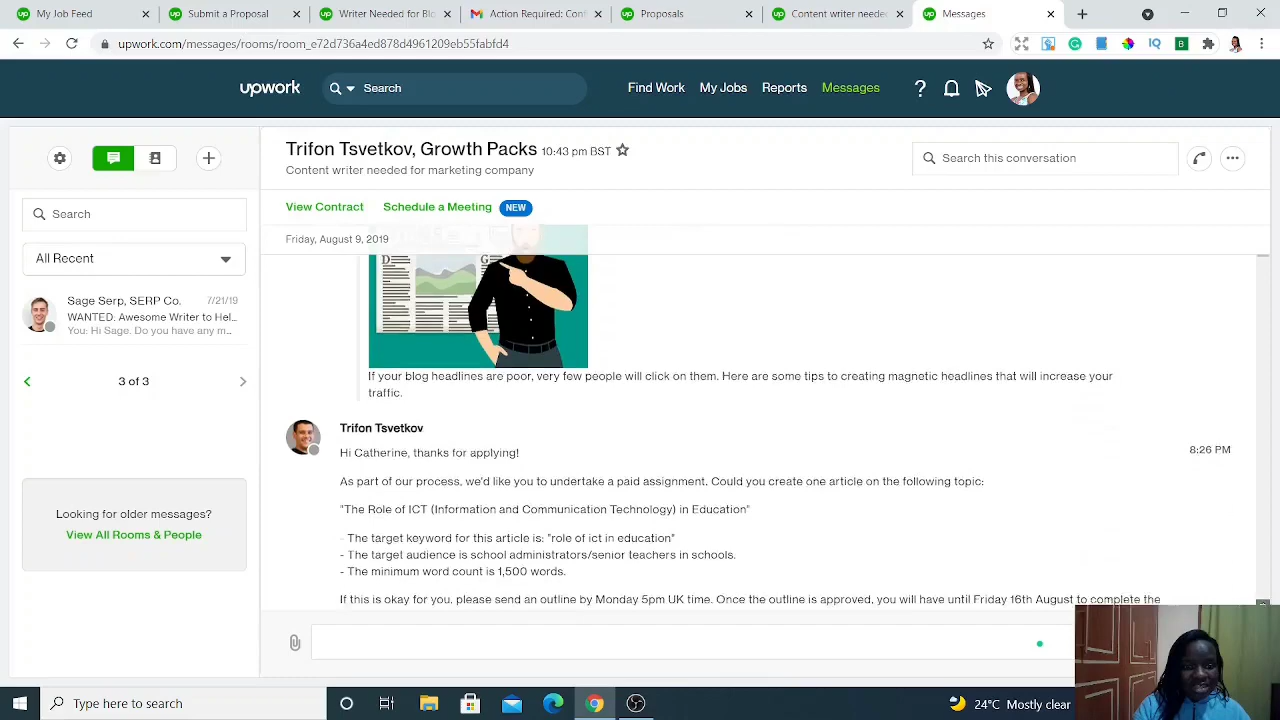 My Job Feed
Submit a Proposal
Writer Needed for Blo
Action Required: Con
Proposals
Content writer neede
Messages
upwork
Search
Find Work
My Jobs
Reports
Messages
Trifon Tsvetkov, Growth Packs 10:43 pm BST
Content writer needed for marketing company
Search this conversation
Search
View Contract
Schedule a Meeting
NEW
Friday, August 9, 2019
All Recent
Sage Serp, SERP Co. 7/21/19
WANTED. Awesome Writer to Hel...
You: Hi Sage. Do you have any m...
3 of 3
Looking for older messages?
View All Rooms & People
If your blog headlines are poor, very few people will click on them. Here are some tips to creating magnetic headlines that will increase your
traffic.
Trifon Tsvetkov
8:26 PM
Hi Catherine, thanks for applying!
As part of our process, we'd like you to undertake a paid assignment. Could you create one article on the following topic:
"The Role of ICT (Information and Communication Technology) in Education"
- The target keyword for this article is: "role of ict in education"
- The target audience is school administrators/senior teachers in schools.
- The minimum word count is 1,500 words.
If this is okay for you, please send an outline by Monday 5pm UK time. Once the outline is approved, you will have until Friday 16th August to complete the
Type here to search
24°C Mostly clear